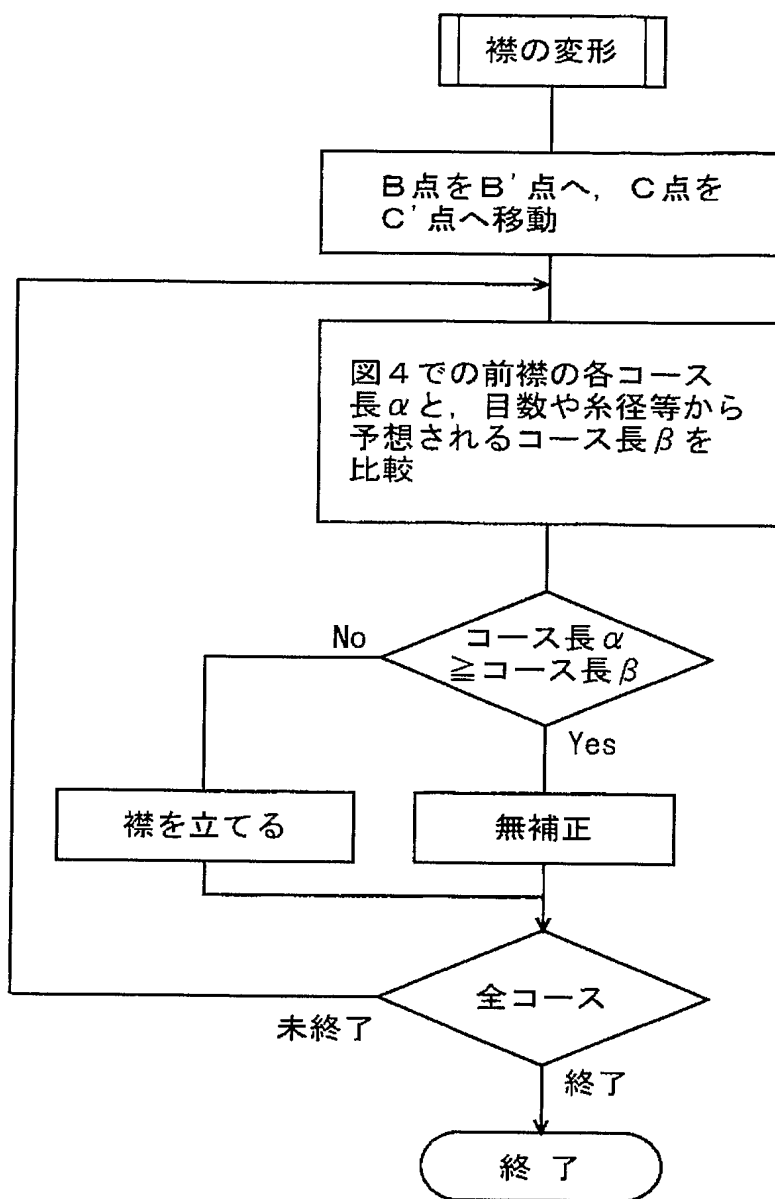 襟の変形
B点をB'点へ，C点を
C'点へ移動
図4での前襟の各コース
長αと，目数や糸径等から
予想されるコース長βを
比較
コース長α
≧コース長β
No
Yes
襟を立てる
無補正
全コース
未終了
終了
終 了